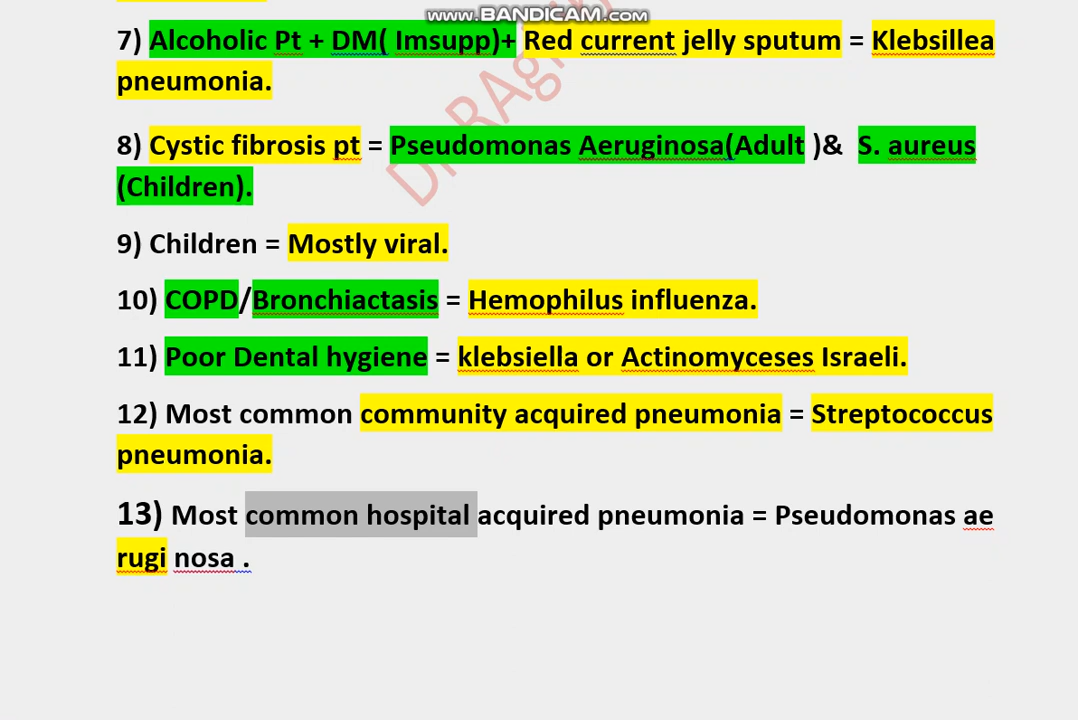 www.BANDICAM.com
7) Alcoholic Pt + DM( Imsupp)+ Red current jelly sputum = Klebsillea
pneumonia.
8) Cystic fibrosis pt = Pseudomonas Aeruginosa(Adult )& S. aureus
(Children).
9) Children = Mostly viral.
10) COPD/Bronchiactasis = Hemophilus influenza.
11) Poor Dental hygiene = klebsiella or Actinomyceses Israeli.
12) Most common community acquired pneumonia = Streptococcus
pneumonia.
13) Most common hospital acquired pneumonia = Pseudomonas ae
rugi nosa .